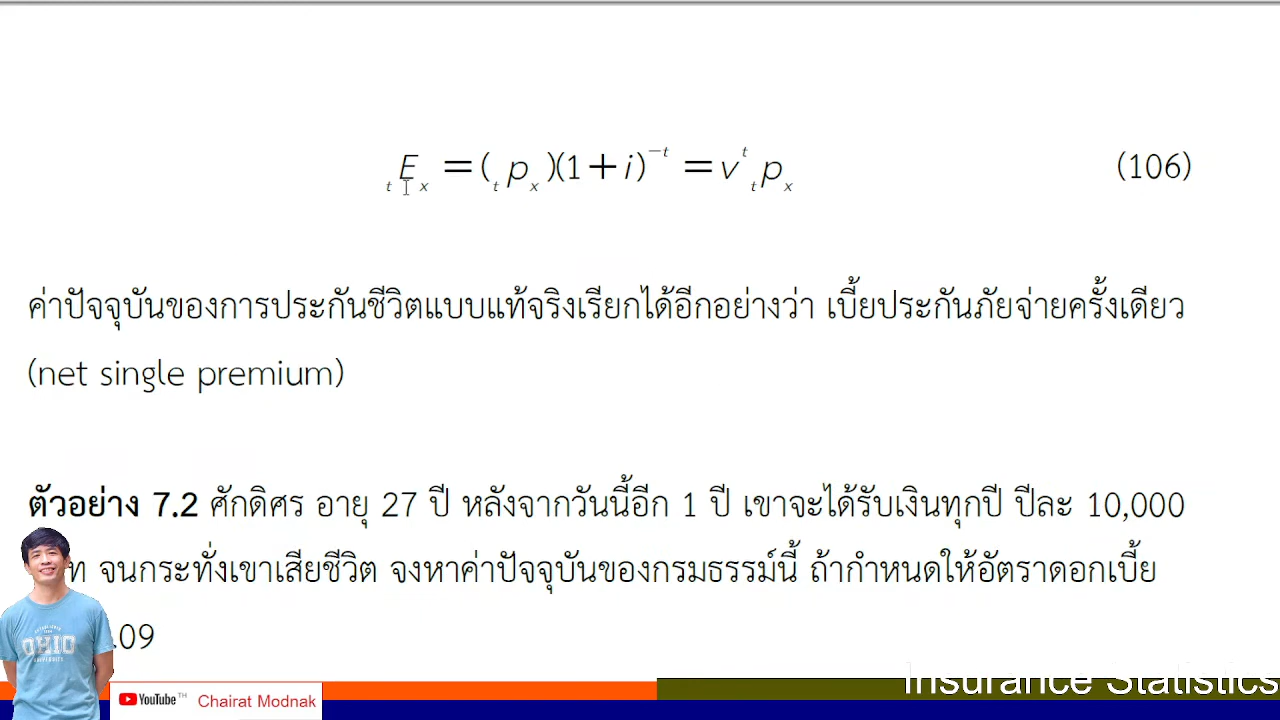 ₜEₓ = (ₜpₓ)(1+i)⁻ᵗ = vᵗ ₜpₓ (106)
ค่าปัจจุบันของการประกันชีวิตแบบแท้จริงเรียกได้อีกอย่างว่า เบี้ยประกันภัยจ่ายครั้งเดียว
(net single premium)
ตัวอย่าง 7.2 ศักดิศร อายุ 27 ปี หลังจากวันนี้อีก 1 ปี เขาจะได้รับเงินทุกปี ปีละ 10,000
ท จนกระทั่งเขาเสียชีวิต จงหาค่าปัจจุบันของกรมธรรม์นี้ ถ้ากำหนดให้อัตราดอกเบี้ย
.09
OHIO
Insurance Statistics
YouTube TH Chairat Modnak